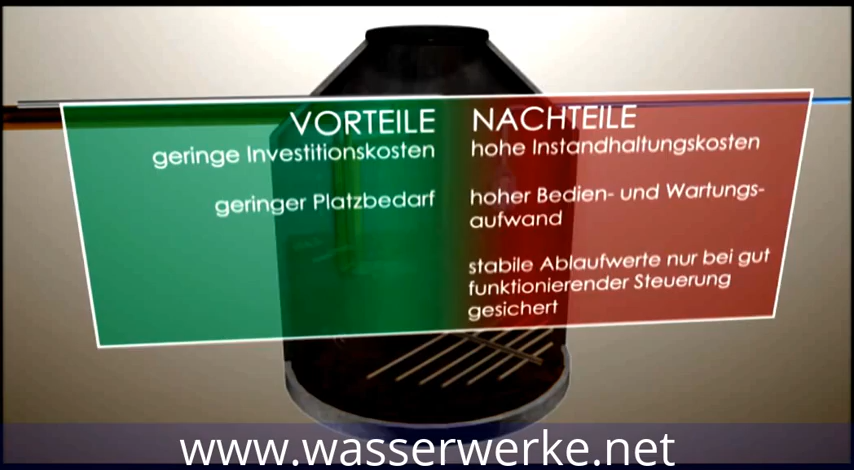 VORTEILE
geringe Investitionskosten
geringer Platzbedarf
NACHTEILE
hohe Instandhaltungskosten
hoher Bedien- und Wartungs-
aufwand
stabile Ablaufwerte nur bei gut
funktionierender Steuerung
gesichert
www.wasserwerke.net